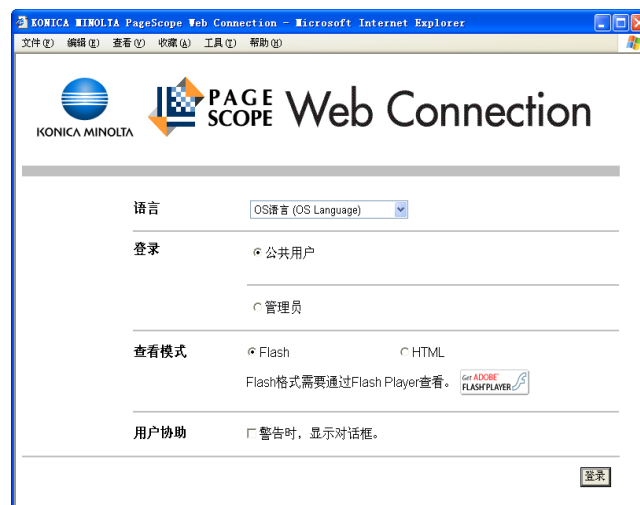 KONICA MINOLTA PageScope Web Connection - Microsoft Internet Explorer
文件(F) 编辑(E) 查看(V) 收藏(A) 工具(T) 帮助(H)
KONICA MINOLTA
PAGE SCOPE Web Connection
语言 OS语言 (OS Language)
登录 公共用户
管理员
查看模式 Flash HTML
Flash格式需要通过Flash Player查看。 Get ADOBE FLASH PLAYER
用户协助 警告时，显示对话框。
登录